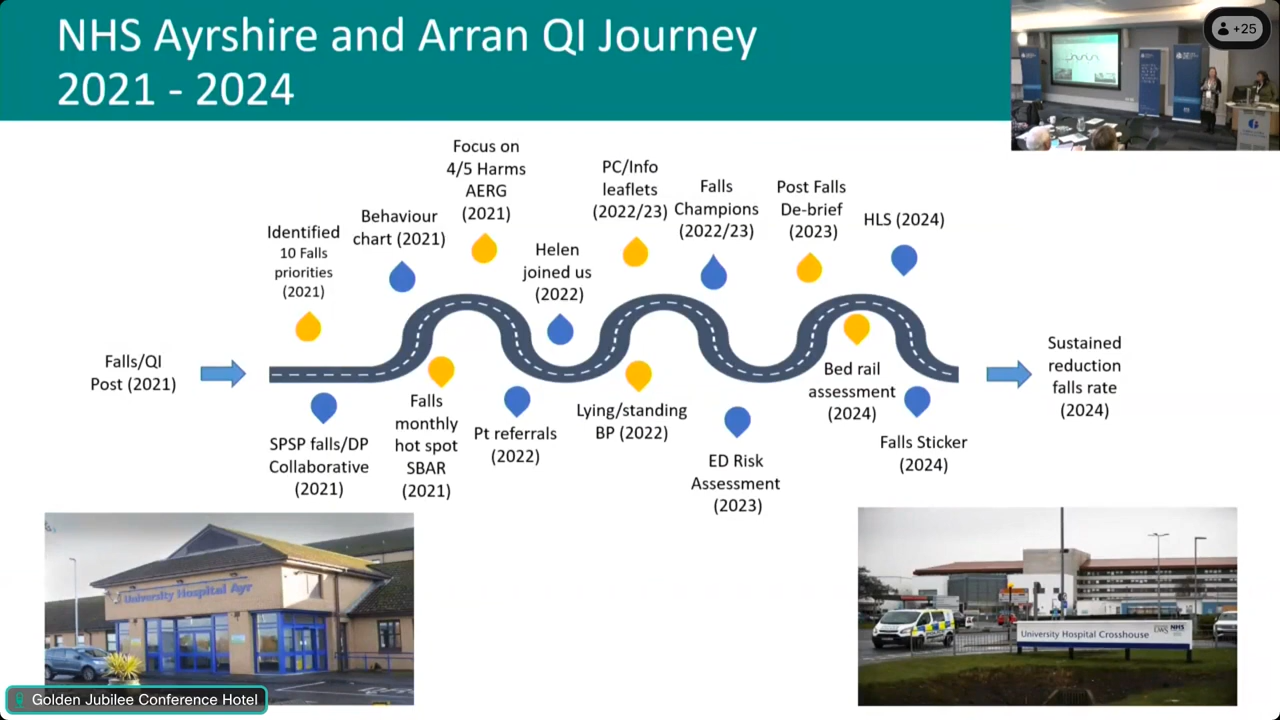 NHS Ayrshire and Arran QI Journey
2021 - 2024
+25
Focus on
4/5 Harms
AERG
(2021)
PC/Info
leaflets
(2022/23)
Falls
Champions
(2022/23)
Post Falls
De-brief
(2023)
HLS (2024)
Behaviour
chart (2021)
Identified
10 Falls
priorities
(2021)
Helen
joined us
(2022)
Falls/QI
Post (2021)
Sustained
reduction
falls rate
(2024)
SPSP falls/DP
Collaborative
(2021)
Falls
monthly
hot spot
SBAR
(2021)
Pt referrals
(2022)
Lying/standing
BP (2022)
ED Risk
Assessment
(2023)
Bed rail
assessment
(2024)
Falls Sticker
(2024)
University Hospital Ayr
University Hospital Crosshouse
NHS
Golden Jubilee Conference Hotel